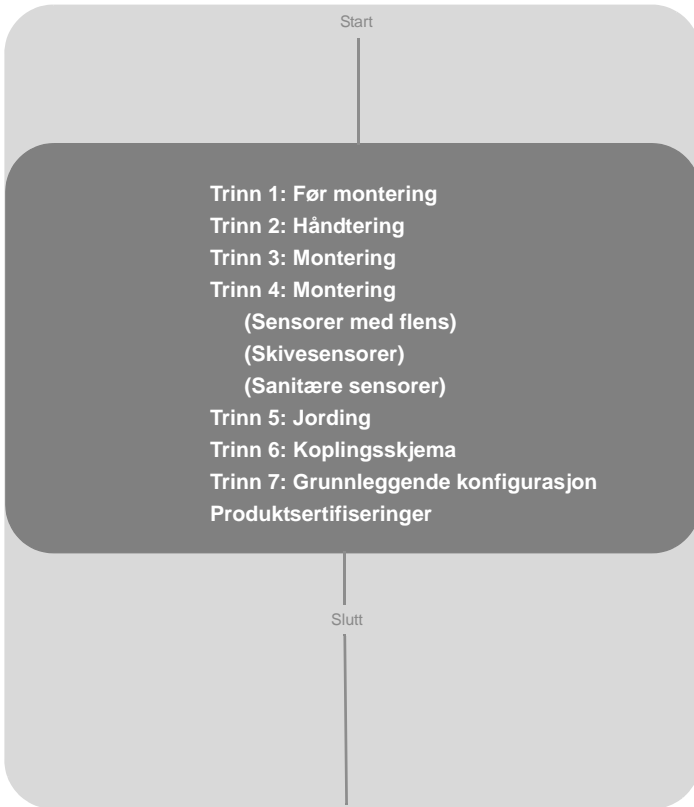 Start
Trinn 1: Før montering
Trinn 2: Håndtering
Trinn 3: Montering
Trinn 4: Montering
(Sensorer med flens)
(Skivesensorer)
(Sanitære sensorer)
Trinn 5: Jording
Trinn 6: Koplingsskjema
Trinn 7: Grunnleggende konfigurasjon
Produktsertifiseringer
Slutt